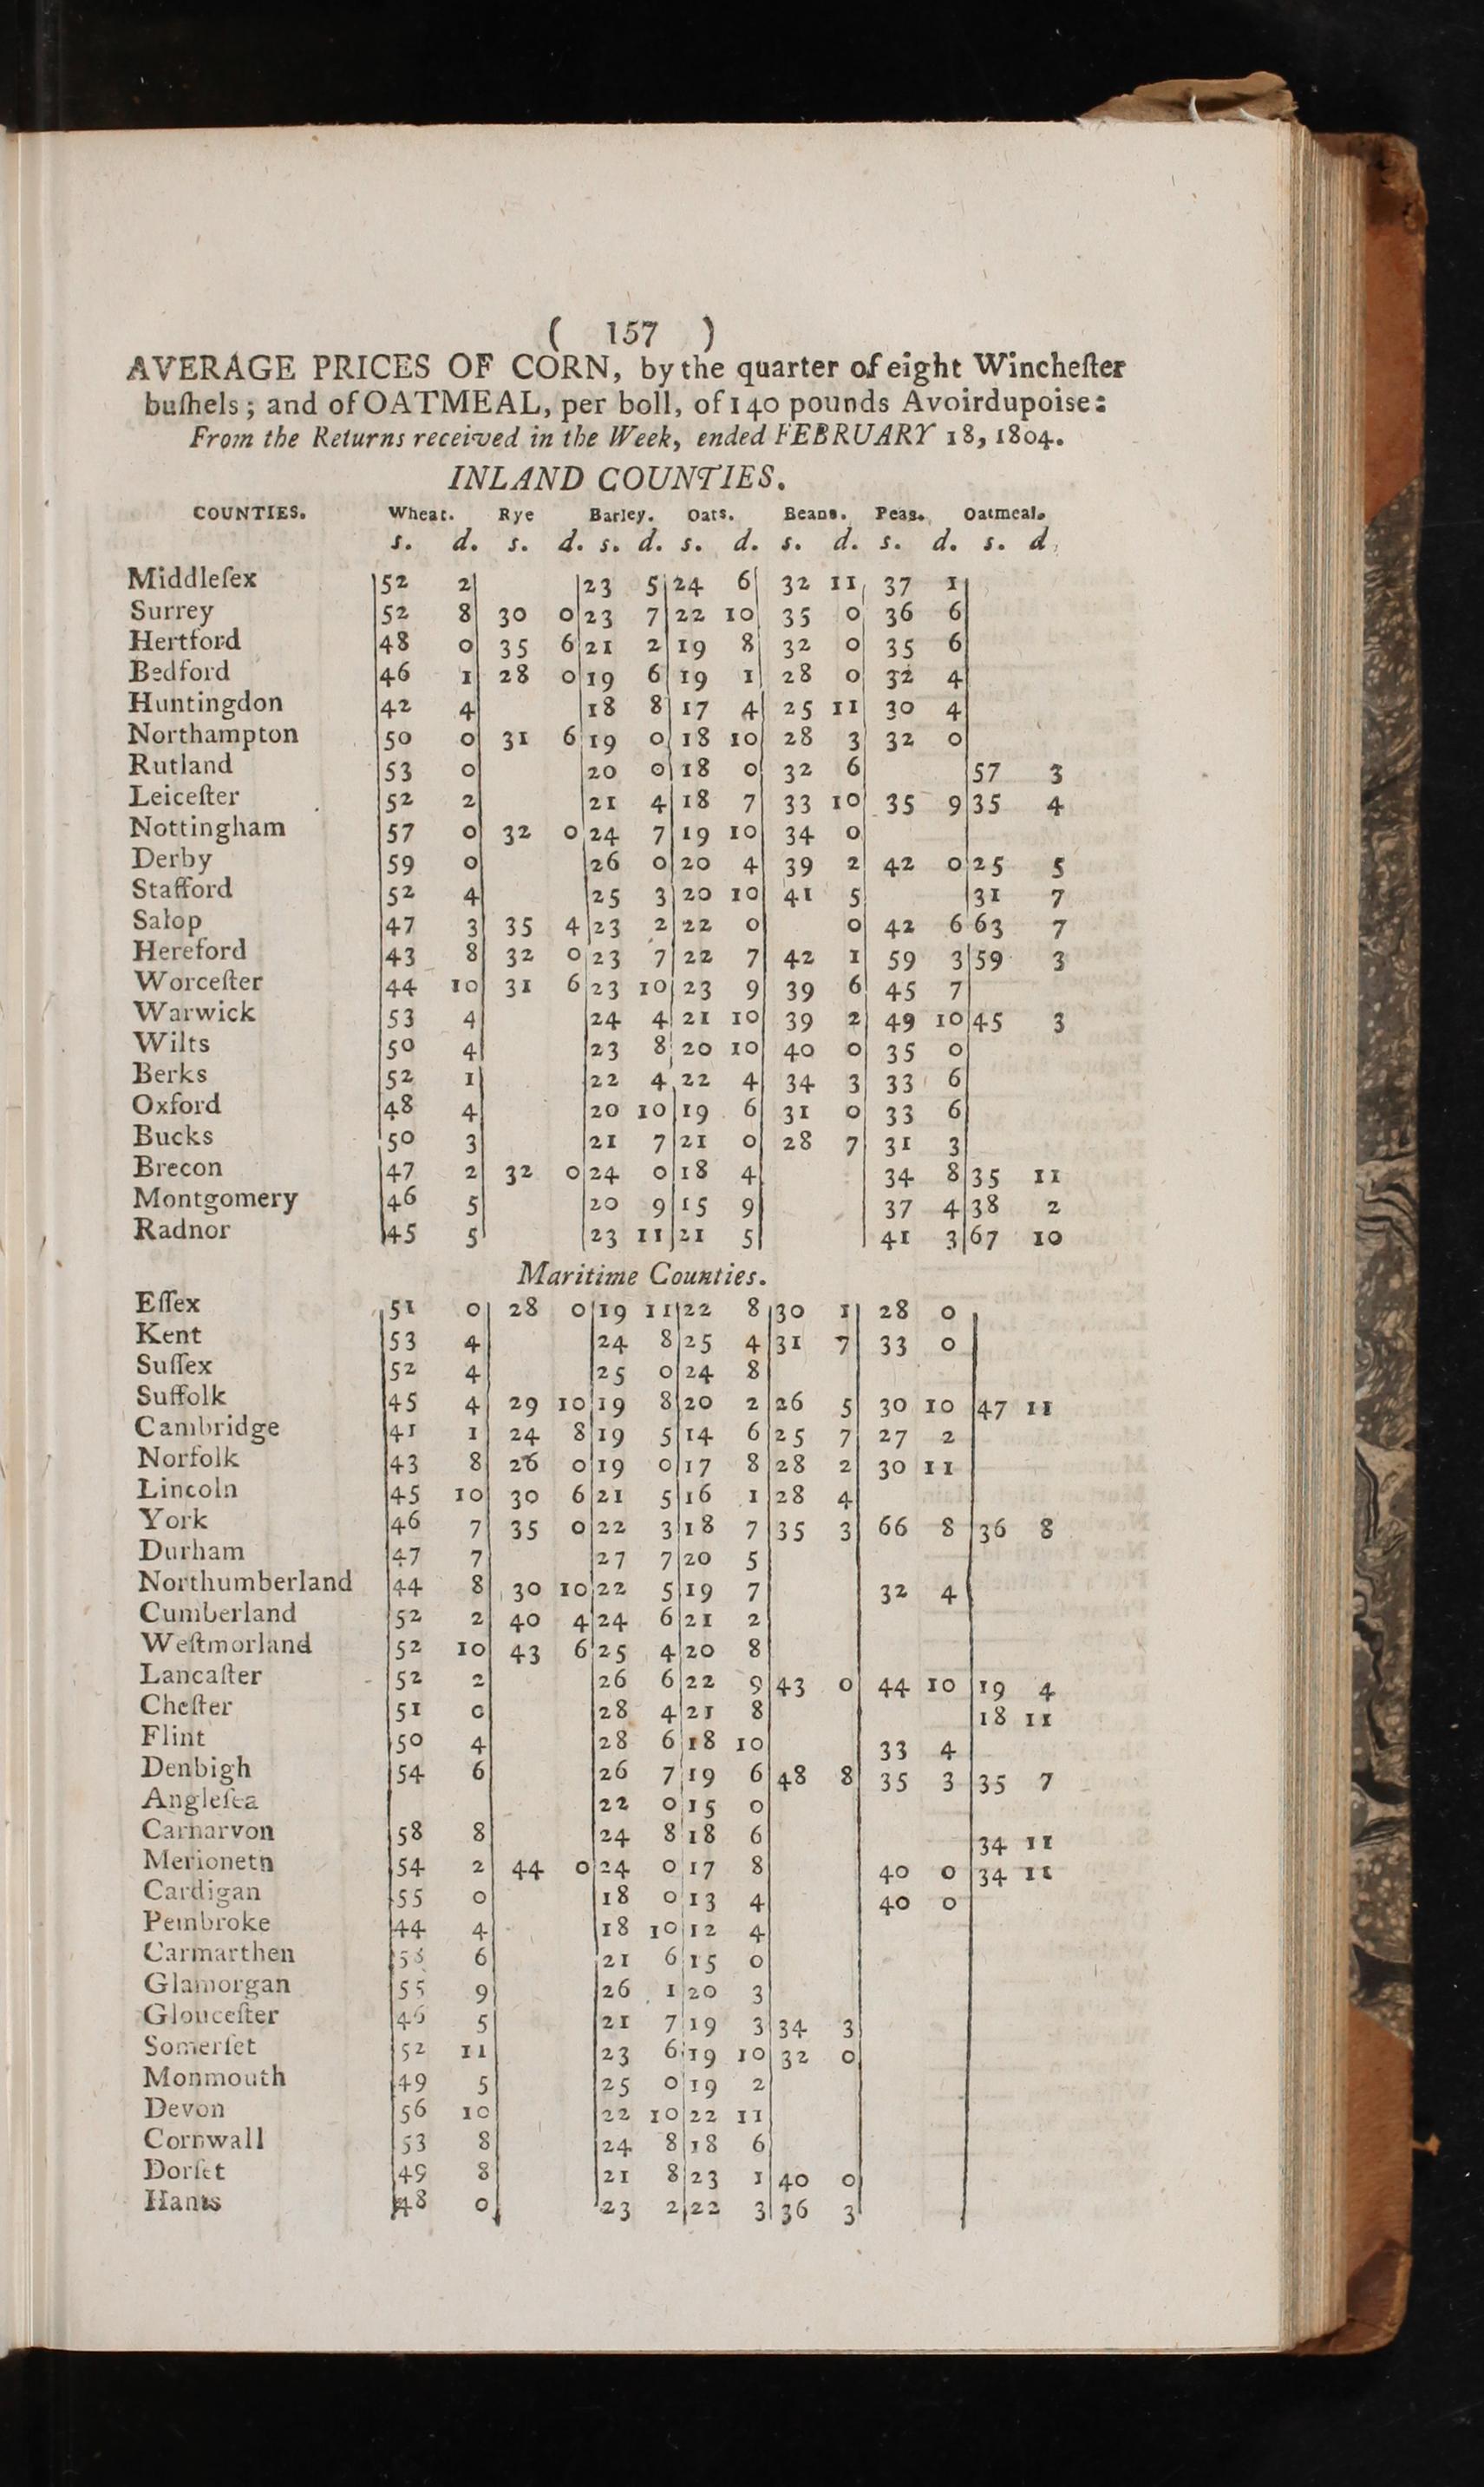 ( 157 )
AVERAGE PRICES OF CORN, by the quarter of eight Wincheſter
buſhels; and of OATMEAL, per boll, of 140 pounds Avoirdupoise:
From the Returns received in the Week, ended FEBRUARY 18, 1804.
INLAND COUNTIES.
COUNTIES. Wheat. Rye Barley. Oats. Beans. Peas. Oatmeal.
s. d. s. d. s. d. s. d. s. d. s. d. s. d.
Middleſex 52 2 23 5 24 6 32 11 37 1
Surrey 52 8 30 0 23 7 22 10 35 0 36 6
Hertford 48 0 35 6 21 2 19 8 32 0 35 6
Bedford 46 1 28 0 19 6 19 1 28 0 32 4
Huntingdon 42 4 18 8 17 4 25 11 30 4
Northampton 50 0 31 6 19 0 18 10 28 3 32 0
Rutland 53 0 20 0 18 0 32 6 57 3
Leiceſter 52 2 21 4 18 7 33 10 35 9 35 4
Nottingham 57 0 32 0 24 7 19 10 34 0
Derby 59 0 26 0 20 4 39 2 42 0 25 5
Stafford 52 4 25 3 20 10 41 5 31 7
Salop 47 3 35 4 23 2 22 0 0 42 6 63 7
Hereford 43 8 32 0 23 7 22 7 42 1 59 3 59 3
Worceſter 44 10 31 6 23 10 23 9 39 6 45 7
Warwick 53 4 24 4 21 10 39 2 49 10 45 3
Wilts 50 4 23 8 20 10 40 0 35 0
Berks 52 1 22 4 22 4 34 3 33 6
Oxford 48 4 20 10 19 6 31 0 33 6
Bucks 50 3 21 7 21 0 28 7 31 3
Brecon 47 2 32 0 24 0 18 4 34 8 35 11
Montgomery 46 5 20 9 15 9 37 4 38 2
Radnor 45 5 23 11 21 5 41 3 67 10
Maritime Counties.
Eſſex 51 0 28 0 19 11 22 8 30 1 28 0
Kent 53 4 24 8 25 4 31 7 33 0
Suſſex 52 4 25 0 24 8
Suffolk 45 4 29 10 19 8 20 2 26 5 30 10 47 11
Cambridge 41 1 24 8 19 5 14 6 25 7 27 2
Norfolk 43 8 26 0 19 0 17 8 28 2 30 11
Lincoln 45 10 30 6 21 5 16 1 28 4
York 46 7 35 0 22 3 18 7 35 3 66 8 36 8
Durham 47 7 27 7 20 5
Northumberland 44 8 30 10 22 5 19 7 32 4
Cumberland 52 2 40 4 24 6 21 2
Weſtmorland 52 10 43 6 25 4 20 8
Lancaſter 52 2 26 6 22 9 43 0 44 10 19 4
Cheſter 51 0 28 4 21 8 18 11
Flint 50 4 28 6 18 10 33 4
Denbigh 54 6 26 7 19 6 48 8 35 3 35 7
Angleſea 22 0 15 0
Carnarvon 58 8 24 8 18 6 34 11
Merioneth 54 2 44 0 24 0 17 8 40 0 34 11
Cardigan 55 0 18 0 13 4 40 0
Pembroke 44 4 18 10 12 4
Carmarthen 6 21 6 15 0
Glamorgan 55 9 26 1 20 3
Glouceſter 46 5 21 7 19 3 34 3
Somerſet 52 11 23 6 19 10 32 0
Monmouth 49 5 25 0 19 2
Devon 56 10 22 10 22 11
Cornwall 53 8 24 8 18 6
Dorſet 49 8 21 8 23 1 40 0
Hants 48 0 23 2 22 3 36 3